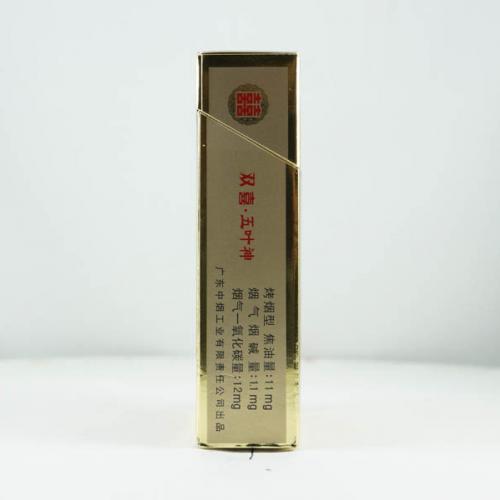 囍
双喜·五叶神
烤烟型 焦油量:11mg
烟气烟碱量:1.1mg
烟气一氧化碳量:12mg
广东中烟工业有限责任公司出品